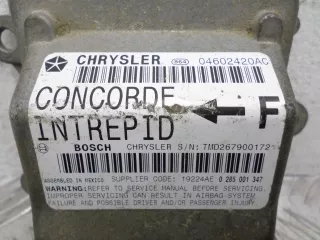 CHRYSLER 864 04602420AC
CONCORDE
INTREPID
F
BOSCH CHRYSLER S/N: TMD267900172
ASSEMBLED IN MEXICO SUPPLIER CODE: 19224AE 0 285 001 347
WARNING: REFER TO SERVICE MANUAL BEFORE SERVICING.
IMPROPER SERVICING CAN RESULT IN AIRBAG SYSTEM
FAILURE AND POSSIBLE DRIVER AND/OR PASSENGER INJURY.